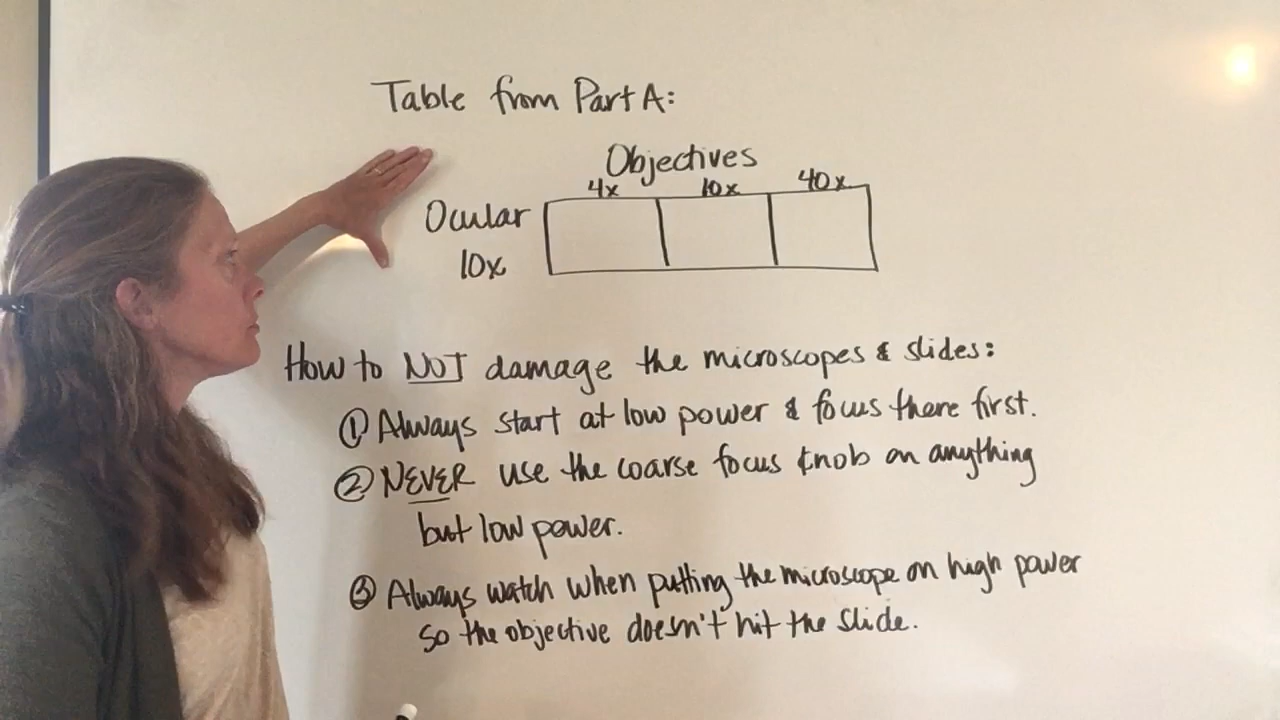 Table from Part A:
Objectives
4x 10x 40x
Ocular
10x
How to NOT damage the microscopes & slides:
① Always start at low power & focus there first.
② NEVER use the coarse focus knob on anything
but low power.
③ Always watch when putting the microscope on high power
so the objective doesn't hit the slide.